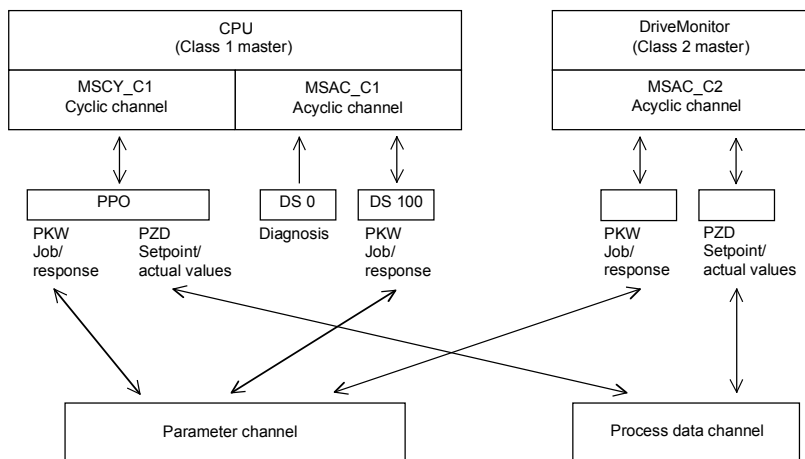 CPU
(Class 1 master)
DriveMonitor
(Class 2 master)
MSCY_C1
Cyclic channel
MSAC_C1
Acyclic channel
MSAC_C2
Acyclic channel
PPO
DS 0
DS 100
PKW
Job/
response
PZD
Setpoint/
actual values
Diagnosis
PKW
Job/
response
PKW
Job/
response
PZD
Setpoint/
actual values
Parameter channel
Process data channel